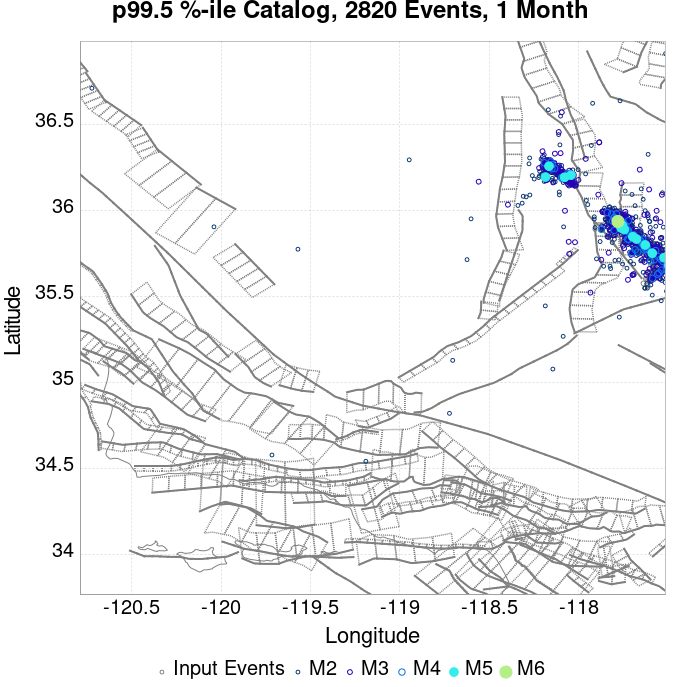 p99.5 %-ile Catalog, 2820 Events, 1 Month
36.5
36
35.5
35
34.5
34
Latitude
-120.5 -120 -119.5 -119 -118.5 -118
Longitude
Input Events M2 M3 M4 M5 M6